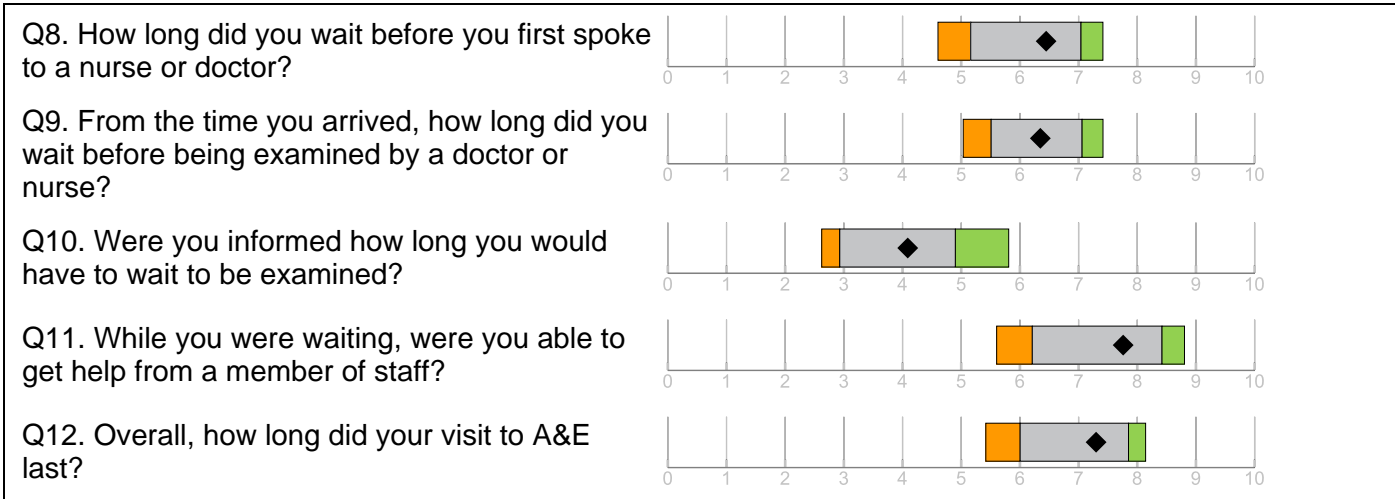 Q8. How long did you wait before you first spoke
to a nurse or doctor?
0 1 2 3 4 5 6 7 8 9 10
Q9. From the time you arrived, how long did you
wait before being examined by a doctor or
nurse?
0 1 2 3 4 5 6 7 8 9 10
Q10. Were you informed how long you would
have to wait to be examined?
0 1 2 3 4 5 6 7 8 9 10
Q11. While you were waiting, were you able to
get help from a member of staff?
0 1 2 3 4 5 6 7 8 9 10
Q12. Overall, how long did your visit to A&E
last?
0 1 2 3 4 5 6 7 8 9 10